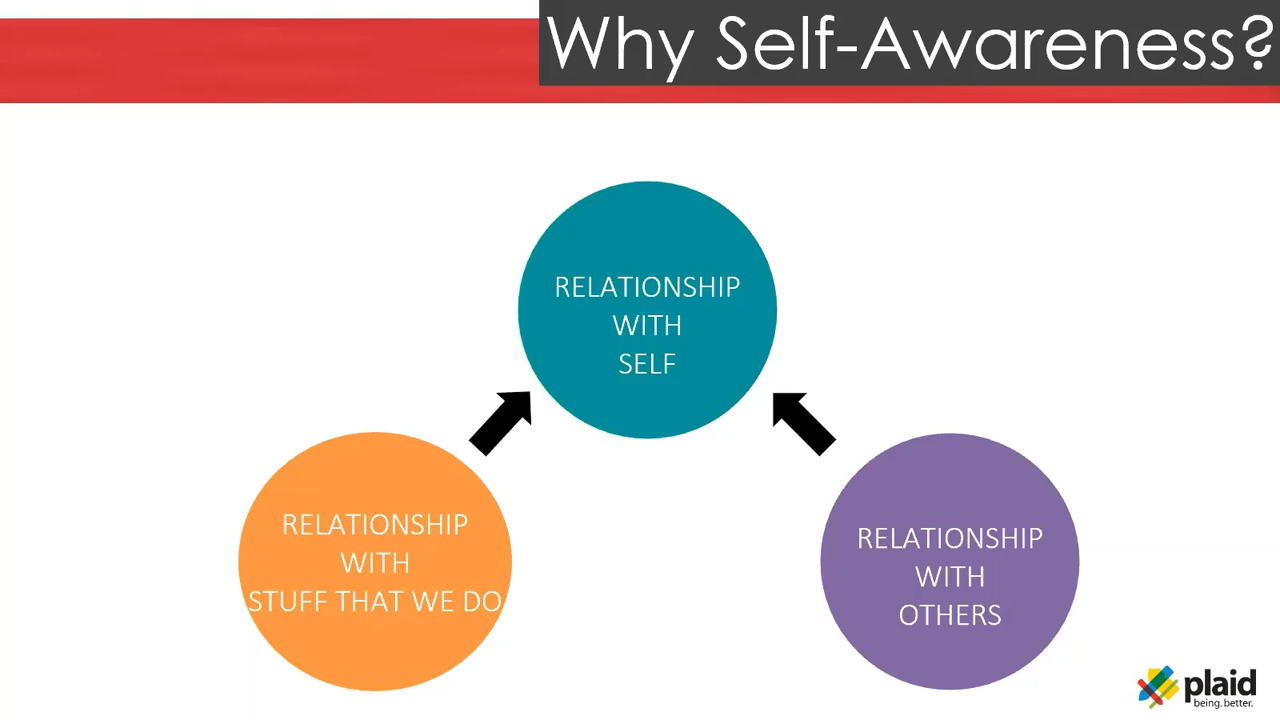 Why Self-Awareness?
RELATIONSHIP
WITH
SELF
RELATIONSHIP
WITH
STUFF THAT WE DO
RELATIONSHIP
WITH
OTHERS
plaid
being. better.